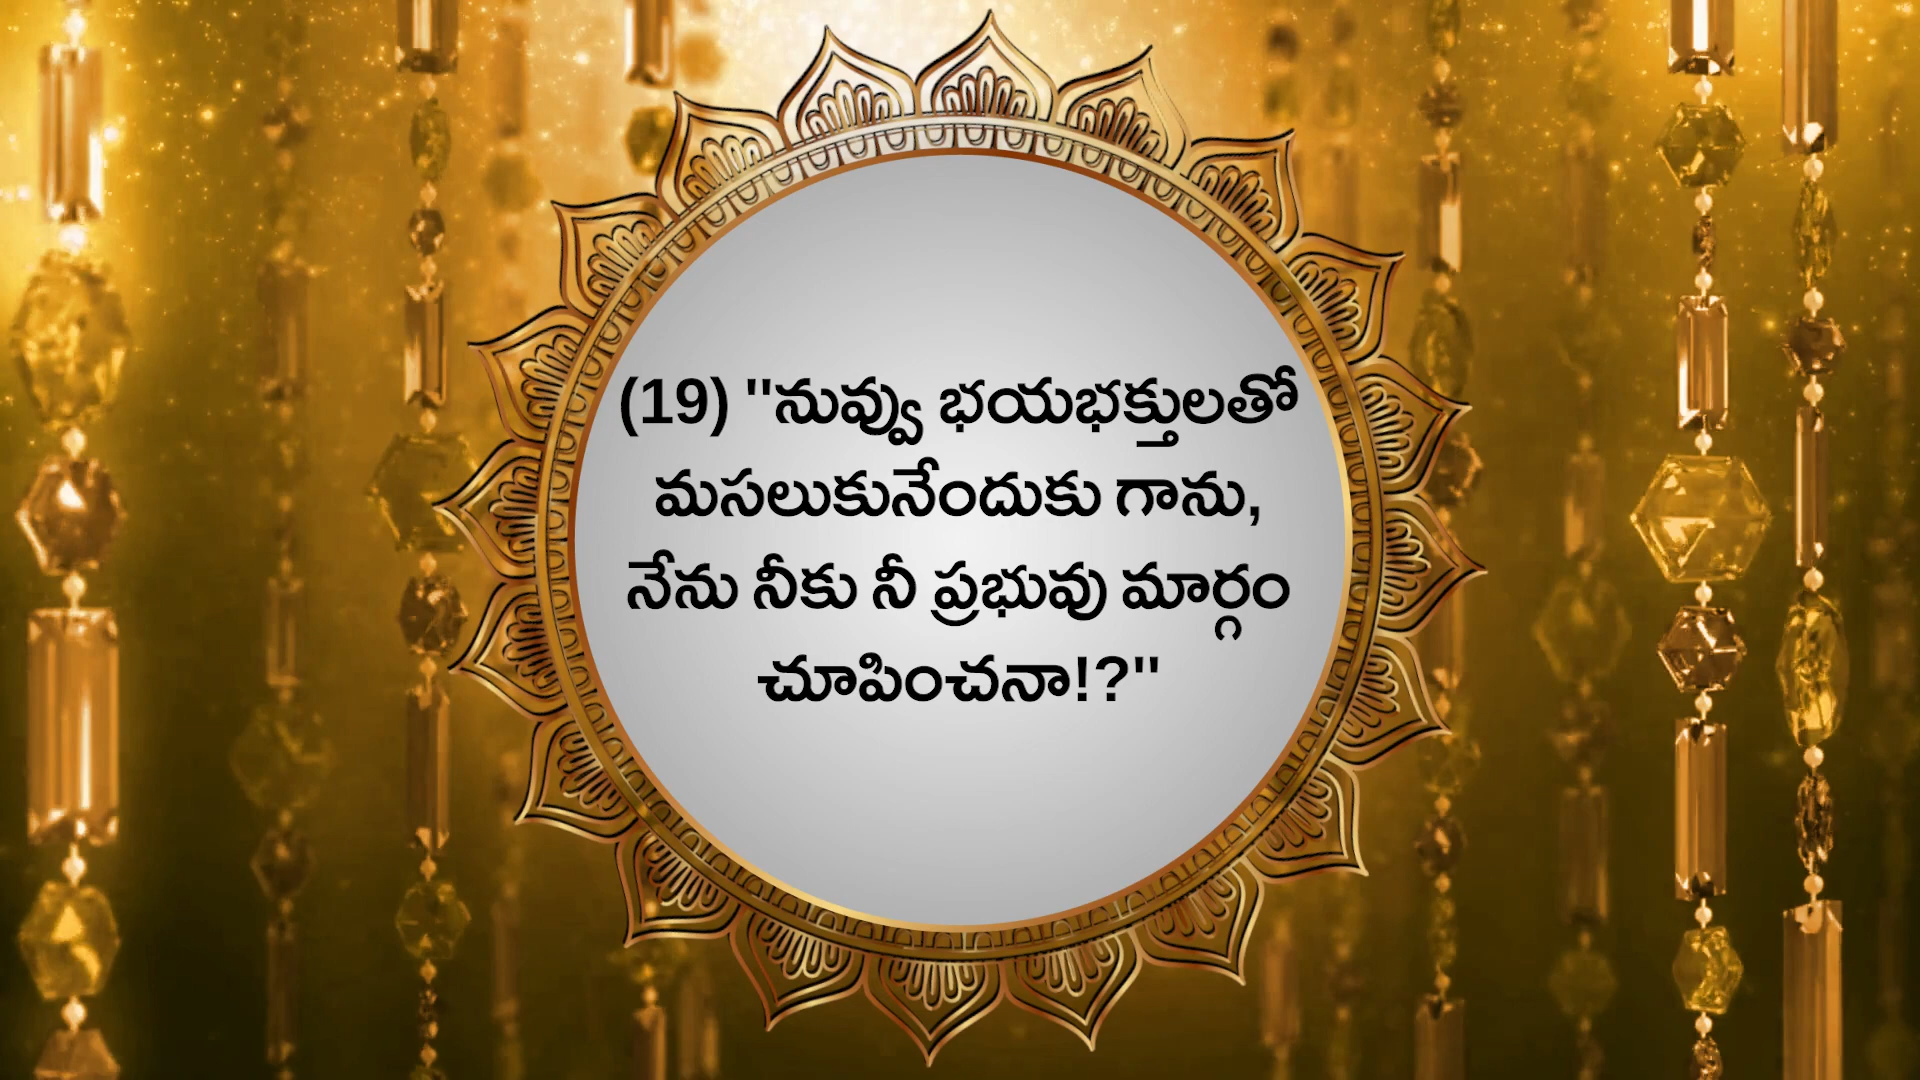 (19) "నువ్వు భయభక్తులతో
మసలుకునేందుకు గాను,
నేను నీకు నీ ప్రభువు మార్గం
చూపించనా!?"